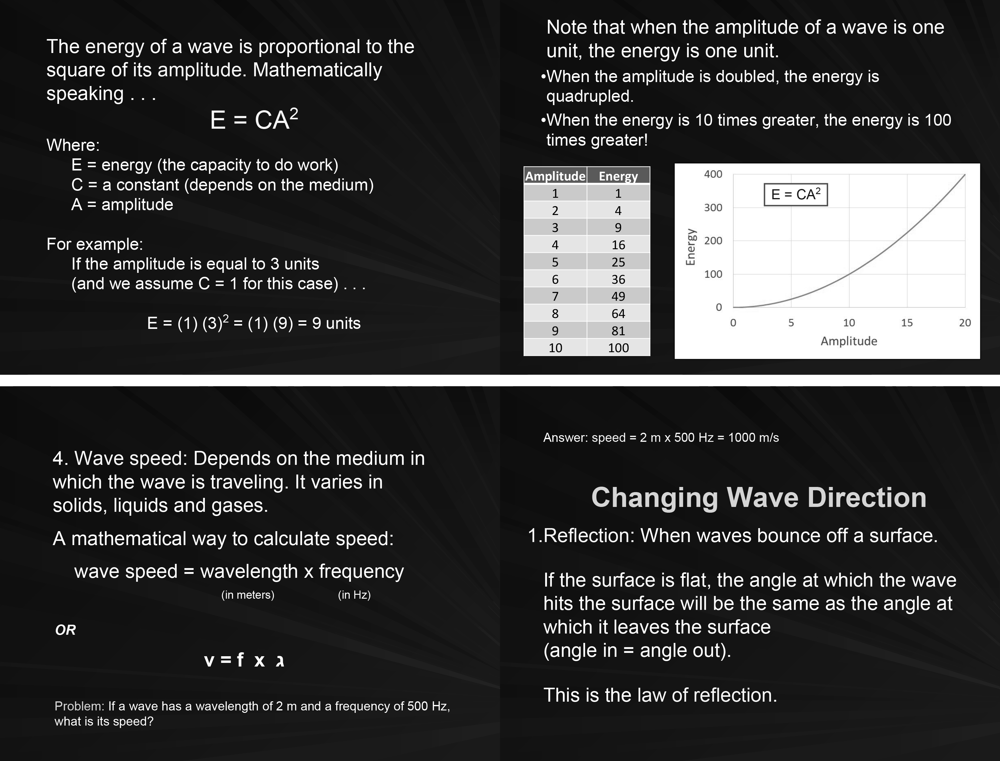 The energy of a wave is proportional to the
square of its amplitude. Mathematically
speaking . . .
E = CA²
Where:
E = energy (the capacity to do work)
C = a constant (depends on the medium)
A = amplitude
For example:
If the amplitude is equal to 3 units
(and we assume C = 1 for this case) . . .
E = (1) (3)² = (1) (9) = 9 units
Note that when the amplitude of a wave is one
unit, the energy is one unit.
•When the amplitude is doubled, the energy is
quadrupled.
•When the energy is 10 times greater, the energy is 100
times greater!
Amplitude Energy
1 1
2 4
3 9
4 16
5 25
6 36
7 49
8 64
9 81
10 100
E = CA²
400
300
200
100
0
Energy
0 5 10 15 20
Amplitude
4. Wave speed: Depends on the medium in
which the wave is traveling. It varies in
solids, liquids and gases.
A mathematical way to calculate speed:
wave speed = wavelength x frequency
(in meters) (in Hz)
OR
v = f x ג
Problem: If a wave has a wavelength of 2 m and a frequency of 500 Hz,
what is its speed?
Answer: speed = 2 m x 500 Hz = 1000 m/s
Changing Wave Direction
1.Reflection: When waves bounce off a surface.
If the surface is flat, the angle at which the wave
hits the surface will be the same as the angle at
which it leaves the surface
(angle in = angle out).
This is the law of reflection.